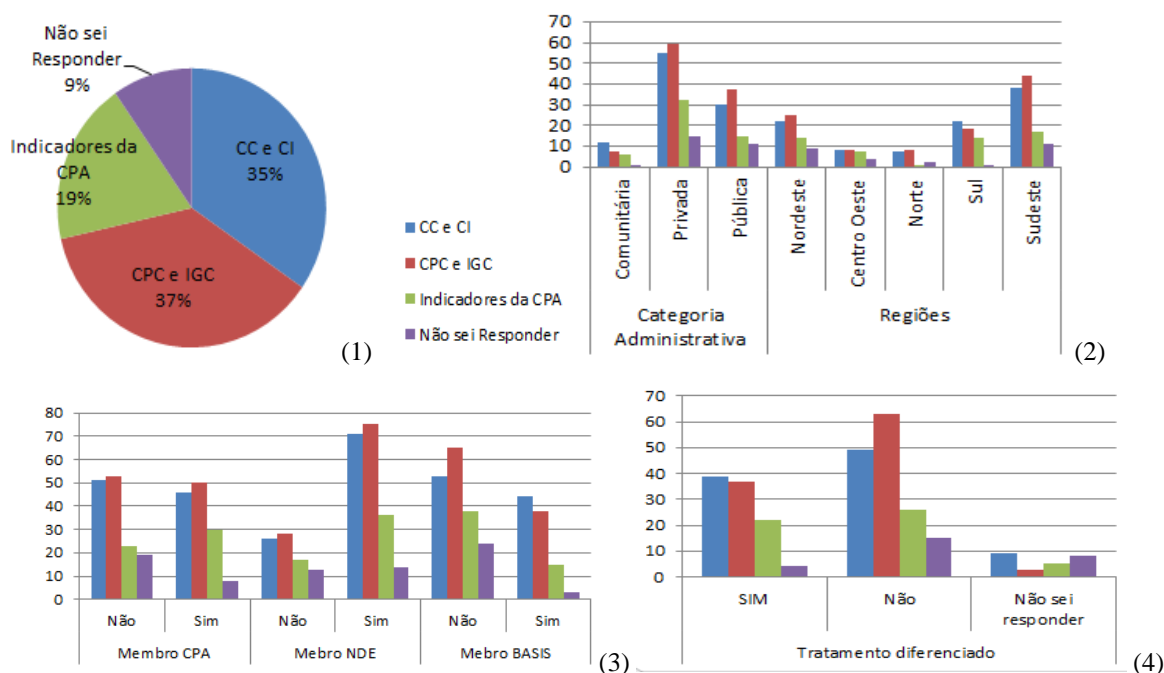 Não sei
Responder
9%
Indicadores da
CPA
19%
CC e CI
35%
CPC e IGC
37%
CC e CI
CPC e IGC
Indicadores da CPA
Não sei Responder
(1)
70
60
50
40
30
20
10
0
Comunitária
Privada
Pública
Nordeste
Centro Oeste
Norte
Sul
Sudeste
Categoria
Administrativa
Regiões
(2)
80
70
60
50
40
30
20
10
0
Não
Sim
Não
Sim
Não
Sim
Membro CPA
Mebro NDE
Mebro BASIS
(3)
70
60
50
40
30
20
10
0
SIM
Não
Não sei
responder
Tratamento diferenciado
(4)